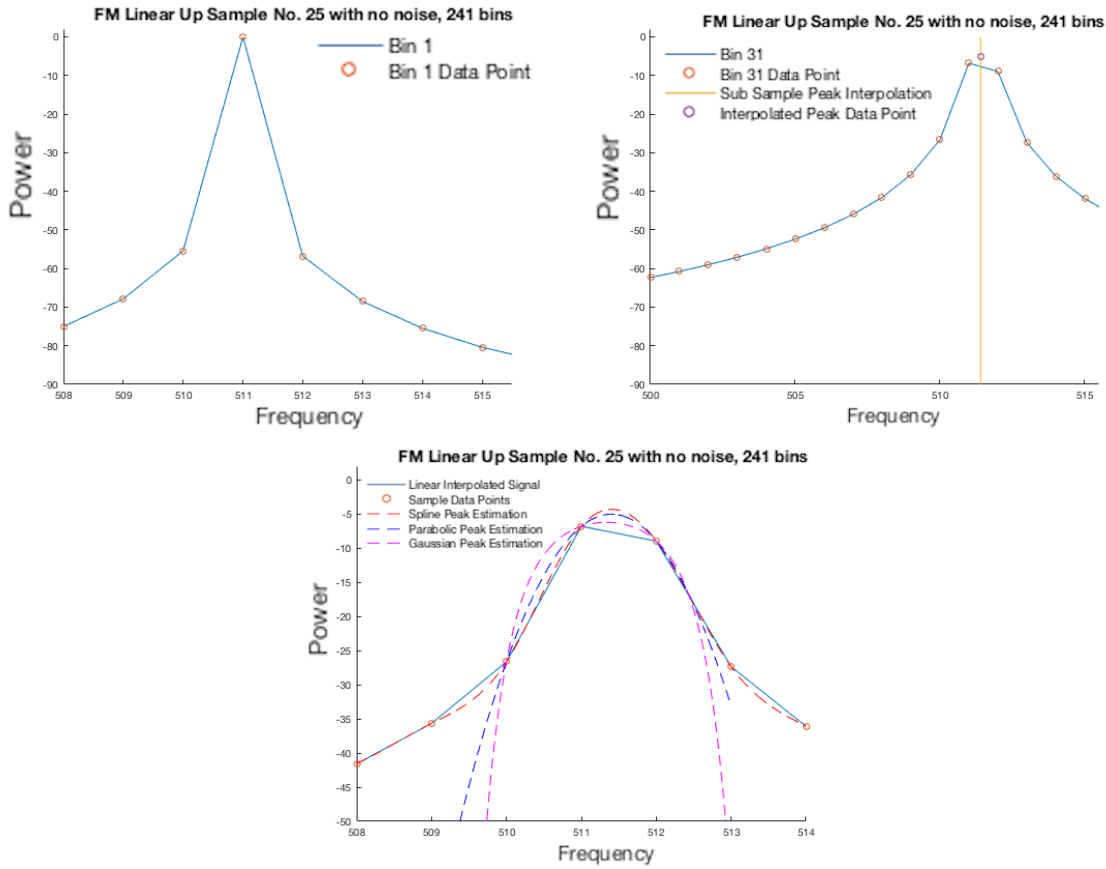 FM Linear Up Sample No. 25 with no noise, 241 bins
Bin 1
Bin 1 Data Point
0
-10
-20
-30
-40
-50
-60
-70
-80
-90
Power
508 509 510 511 512 513 514 515
Frequency
FM Linear Up Sample No. 25 with no noise, 241 bins
Bin 31
Bin 31 Data Point
Sub Sample Peak Interpolation
Interpolated Peak Data Point
0
-10
-20
-30
-40
-50
-60
-70
-80
-90
Power
500 505 510 515
Frequency
FM Linear Up Sample No. 25 with no noise, 241 bins
Linear Interpolated Signal
Sample Data Points
Spline Peak Estimation
Parabolic Peak Estimation
Gaussian Peak Estimation
0
-5
-10
-15
-20
-25
-30
-35
-40
-45
-50
Power
508 509 510 511 512 513 514
Frequency